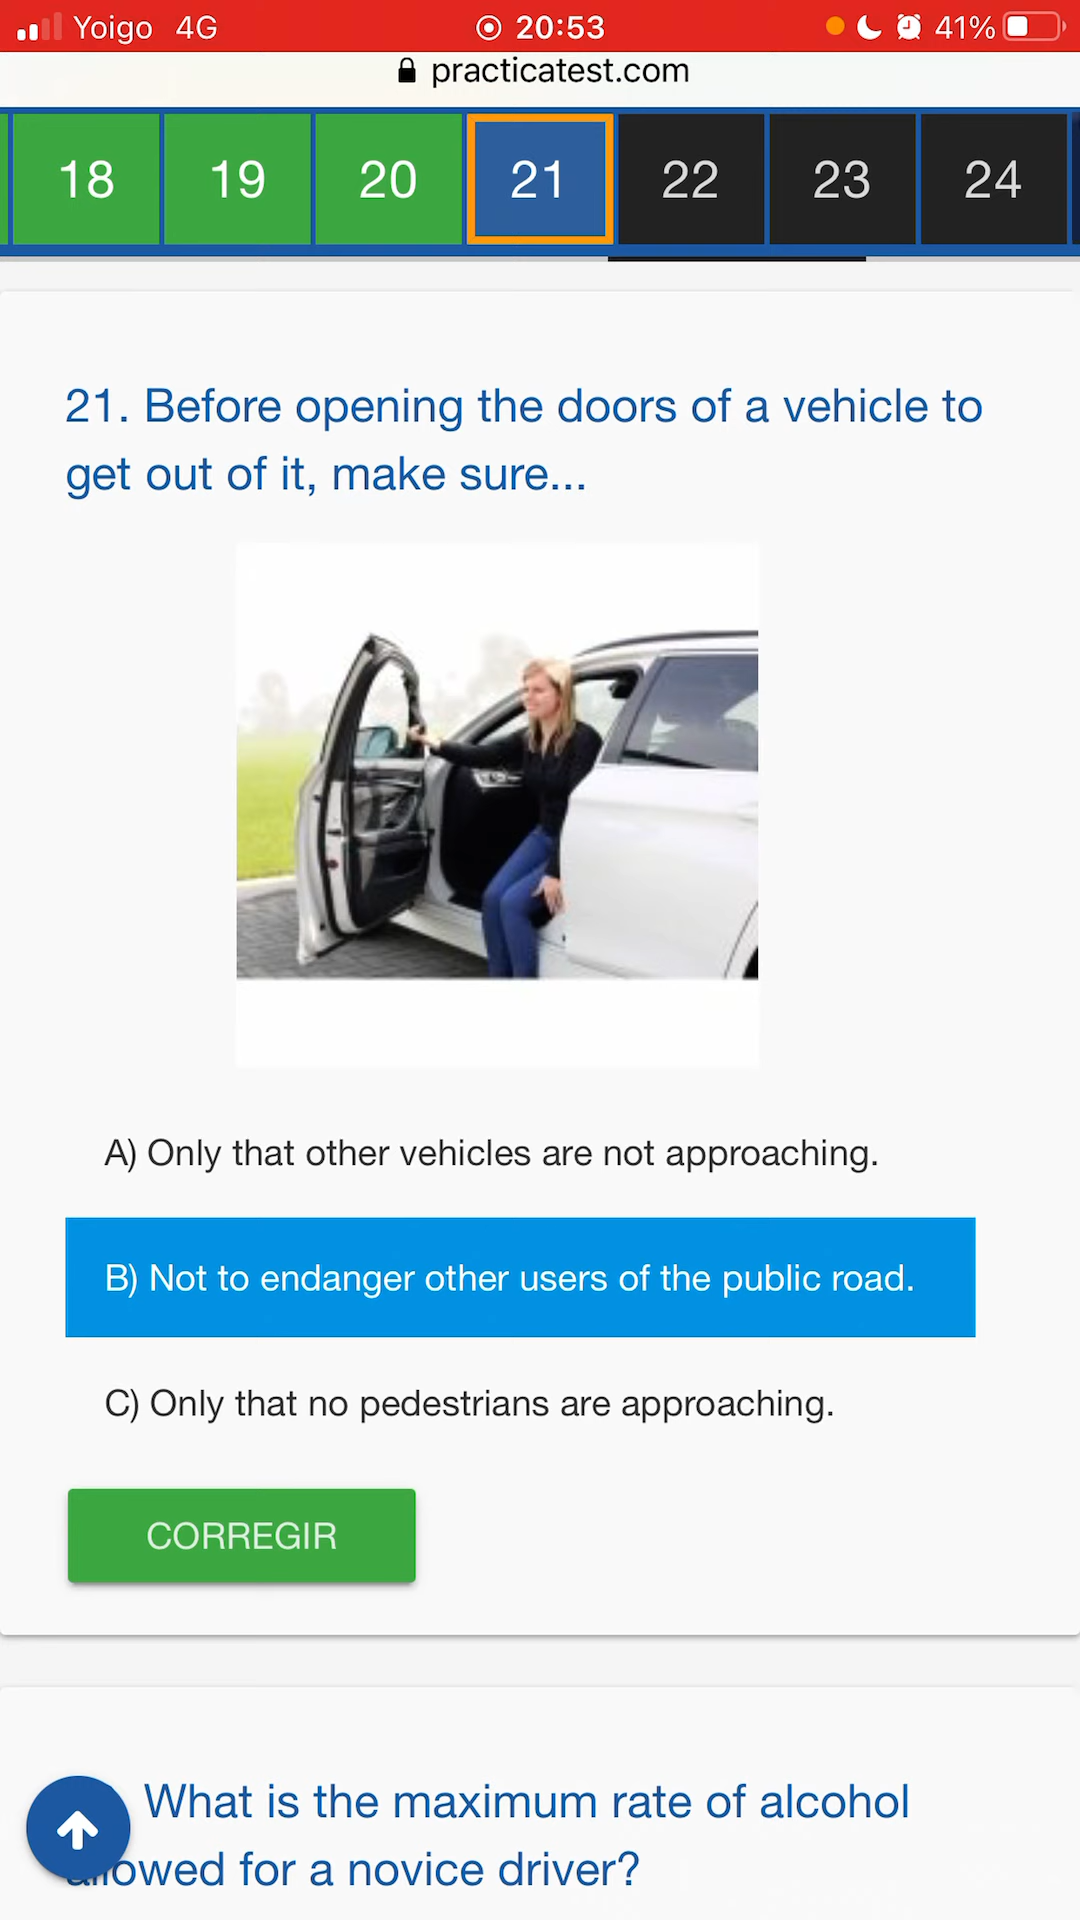 Yoigo 4G 20:53 41%
practicatest.com
18 19 20 21 22 23 24
21. Before opening the doors of a vehicle to
get out of it, make sure...
A) Only that other vehicles are not approaching.
B) Not to endanger other users of the public road.
C) Only that no pedestrians are approaching.
CORREGIR
What is the maximum rate of alcohol
for a novice driver?